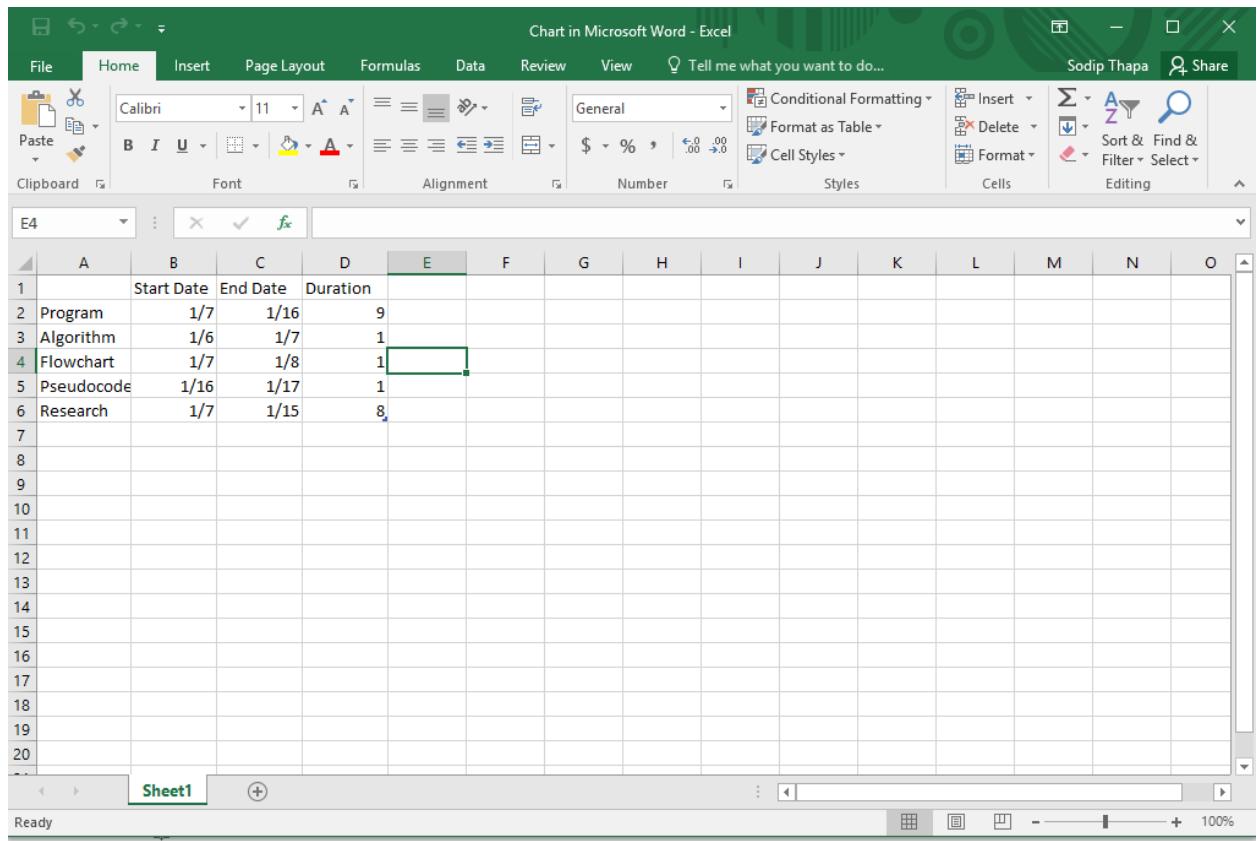 Chart in Microsoft Word - Excel
File Home Insert Page Layout Formulas Data Review View Tell me what you want to do... Sodip Thapa Share
Paste
Calibri 11 A A
B I U A
General
$ % , .00 .0
Conditional Formatting
Format as Table
Cell Styles
Insert
Delete
Format
Σ
A Z
Sort & Filter
Find & Select
Clipboard Font Alignment Number Styles Cells Editing
E4 fx
A B C D E F G H I J K L M N O
1 Start Date End Date Duration
2 Program 1/7 1/16 9
3 Algorithm 1/6 1/7 1
4 Flowchart 1/7 1/8 1
5 Pseudocode 1/16 1/17 1
6 Research 1/7 1/15 8
7
8
9
10
11
12
13
14
15
16
17
18
19
20
Sheet1
Ready 100%